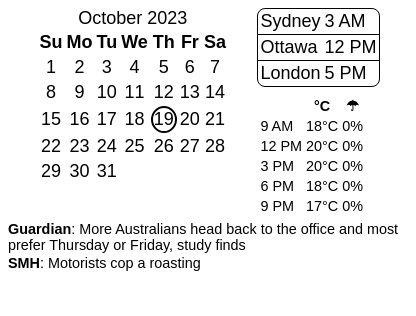 October 2023
Su Mo Tu We Th Fr Sa
1 2 3 4 5 6 7
8 9 10 11 12 13 14
15 16 17 18 19 20 21
22 23 24 25 26 27 28
29 30 31
Sydney 3 AM
Ottawa 12 PM
London 5 PM
°C ☂
9 AM 18°C 0%
12 PM 20°C 0%
3 PM 20°C 0%
6 PM 18°C 0%
9 PM 17°C 0%
Guardian: More Australians head back to the office and most
prefer Thursday or Friday, study finds
SMH: Motorists cop a roasting